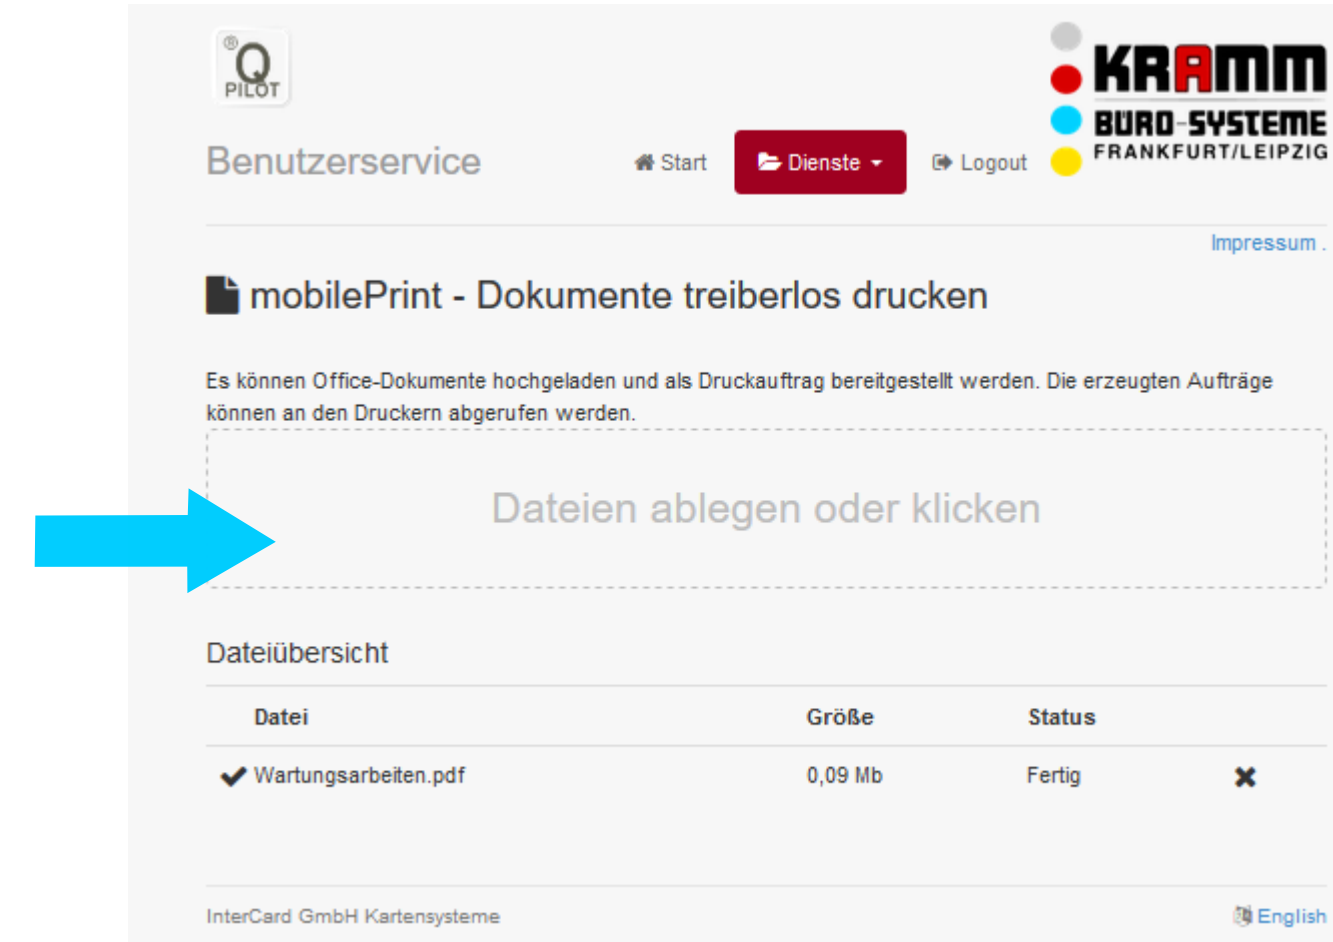 ®
Q
PILOT
KRAMM
BÜRO-SYSTEME
FRANKFURT/LEIPZIG
Benutzerservice
Start
Dienste
Logout
Impressum .
mobilePrint - Dokumente treiberlos drucken
Es können Office-Dokumente hochgeladen und als Druckauftrag bereitgestellt werden. Die erzeugten Aufträge
können an den Druckern abgerufen werden.
Dateien ablegen oder klicken
Dateiübersicht
Datei Größe Status
Wartungsarbeiten.pdf 0,09 Mb Fertig
InterCard GmbH Kartensysteme
English